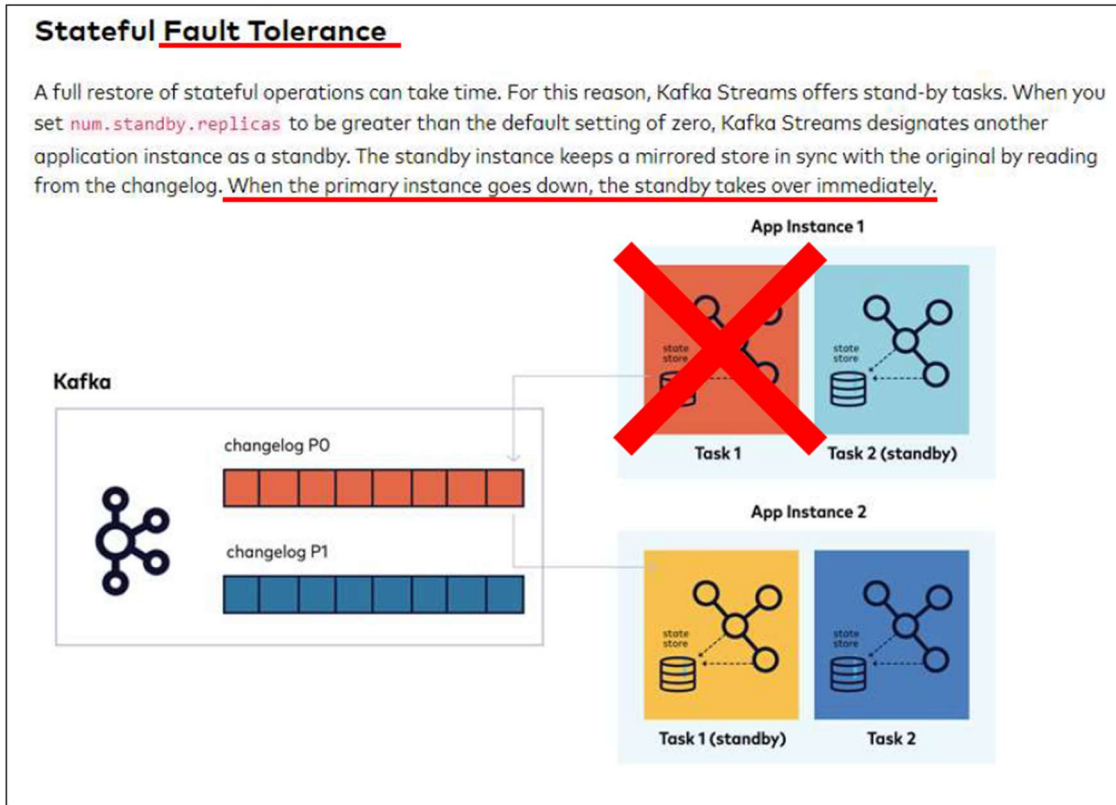 Stateful Fault Tolerance
A full restore of stateful operations can take time. For this reason, Kafka Streams offers stand-by tasks. When you
set num.standby.replicas to be greater than the default setting of zero, Kafka Streams designates another
application instance as a standby. The standby instance keeps a mirrored store in sync with the original by reading
from the changelog. When the primary instance goes down, the standby takes over immediately.
App Instance 1
state
store
state
store
Task 1
Task 2 (standby)
Kafka
changelog P0
changelog P1
App Instance 2
state
store
state
store
Task 1 (standby)
Task 2